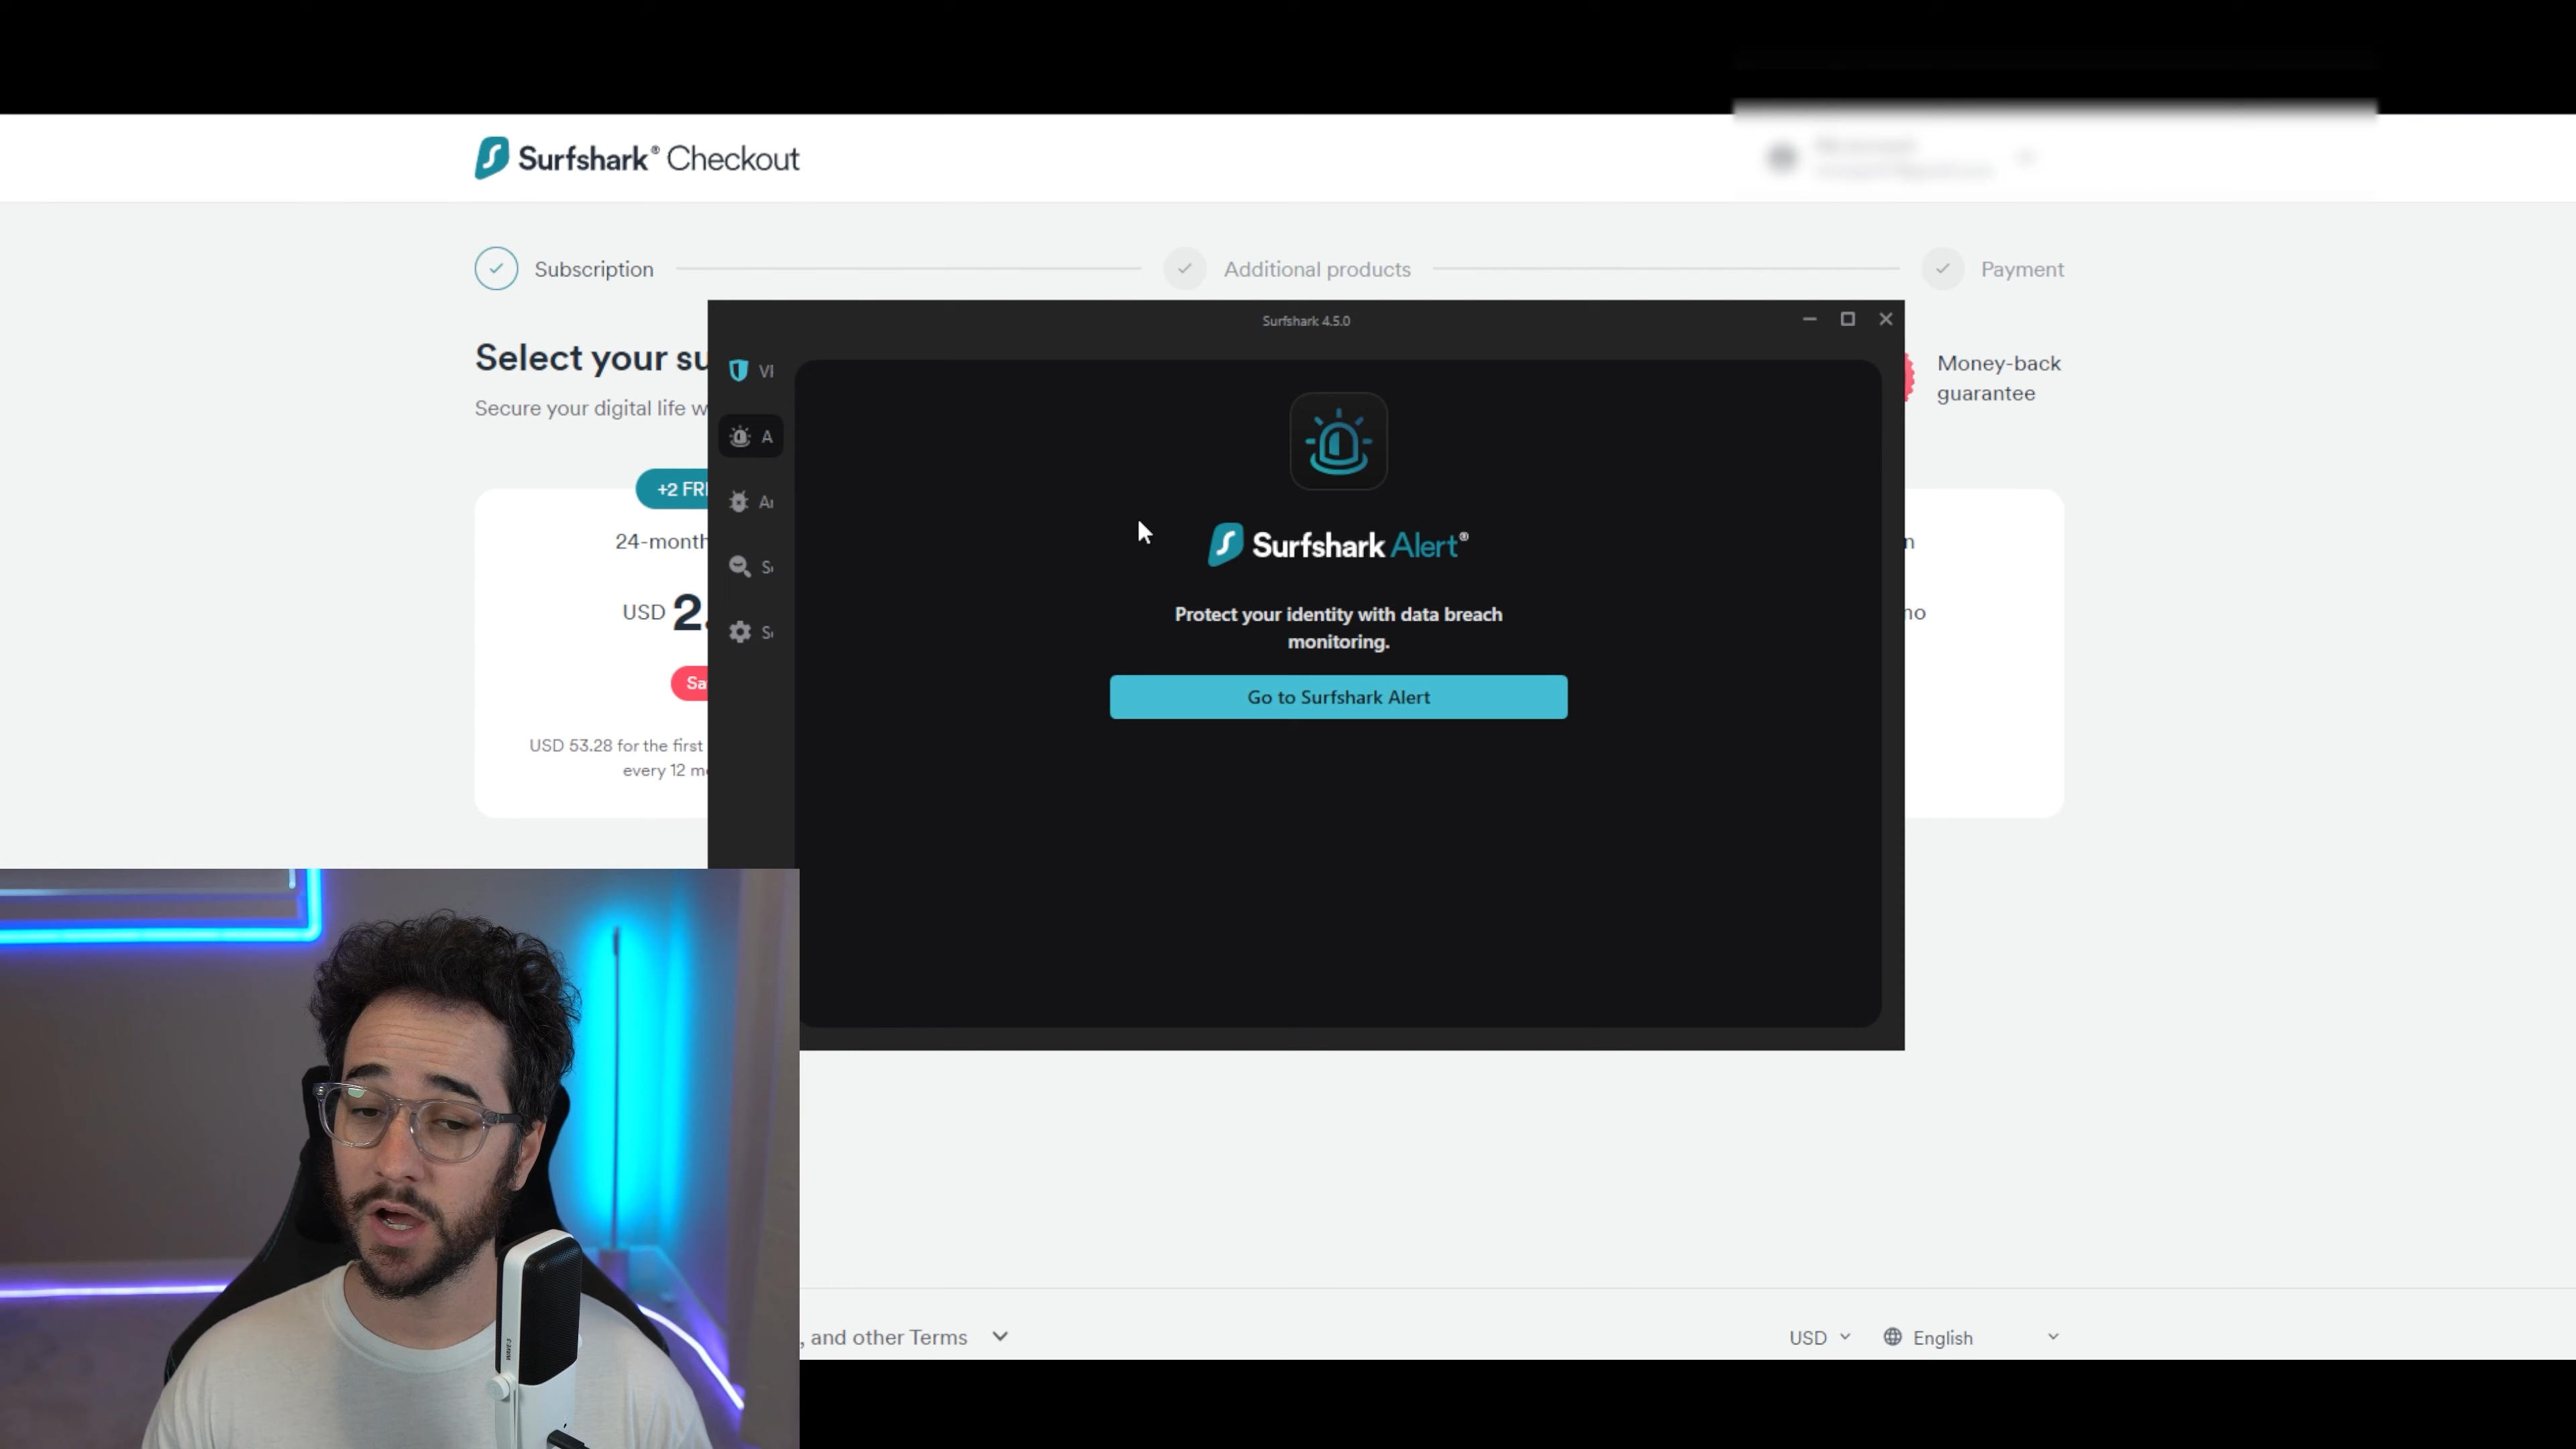 Surfshark® Checkout
Subscription
Additional products
Payment
Surfshark 4.5.0
Select your su
Secure your digital life w
Money-back
guarantee
VI
A
+2 FRE
24-month
USD 2.
Sa
USD 53.28 for the first
every 12 m
Surfshark Alert®
Protect your identity with data breach
monitoring.
Go to Surfshark Alert
n
mo
, and other Terms
USD
English